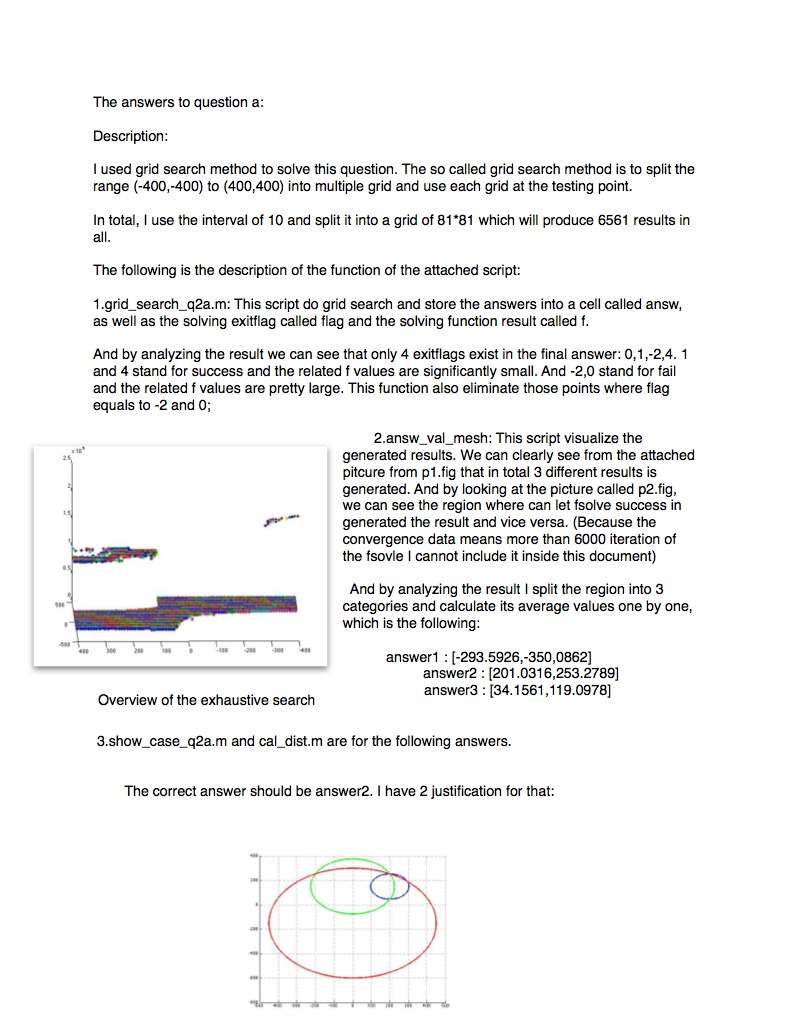 The answers to question a:
Description:
I used grid search method to solve this question. The so called grid search method is to split the
range (-400,-400) to (400,400) into multiple grid and use each grid at the testing point.
In total, I use the interval of 10 and split it into a grid of 81*81 which will produce 6561 results in
all.
The following is the description of the function of the attached script:
1.grid_search_q2a.m: This script do grid search and store the answers into a cell called answ,
as well as the solving exitflag called flag and the solving function result called f.
And by analyzing the result we can see that only 4 exitflags exist in the final answer: 0,1,-2,4. 1
and 4 stand for success and the related f values are significantly small. And -2,0 stand for fail
and the related f values are pretty large. This function also eliminate those points where flag
equals to -2 and 0;
2.answ_val_mesh: This script visualize the
generated results. We can clearly see from the attached
pitcure from p1.fig that in total 3 different results is
generated. And by looking at the picture called p2.fig,
we can see the region where can let fsolve success in
generated the result and vice versa. (Because the
convergence data means more than 6000 iteration of
the fsovle I cannot include it inside this document)
And by analyzing the result I split the region into 3
categories and calculate its average values one by one,
which is the following:
answer1 : [-293.5926,-350,0862]
answer2 : [201.0316,253.2789]
answer3 : [34.1561,119.0978]
2.5
2
1.5
1
0.5
0
500
0
-500
400
300
200
100
0
-100
-200
-300
-400
Overview of the exhaustive search
3.show_case_q2a.m and cal_dist.m are for the following answers.
The correct answer should be answer2. I have 2 justification for that: